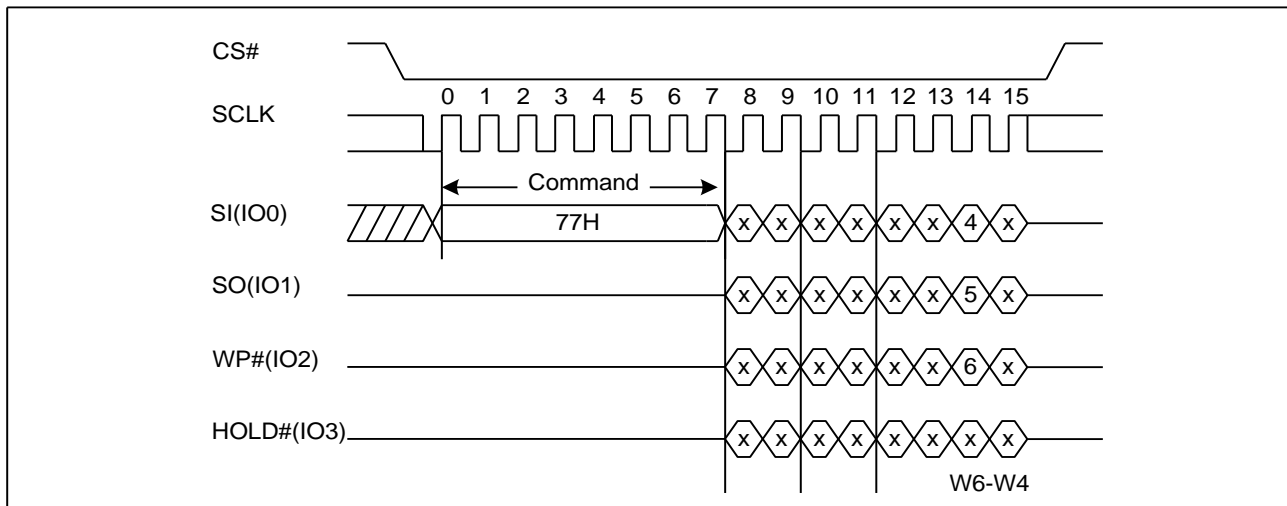 CS#
0 1 2 3 4 5 6 7 8 9 10 11 12 13 14 15
SCLK
Command
SI(IO0) 77H x x x x x x 4 x
SO(IO1) x x x x x x 5 x
WP#(IO2) x x x x x x 6 x
HOLD#(IO3) x x x x x x x x
W6-W4